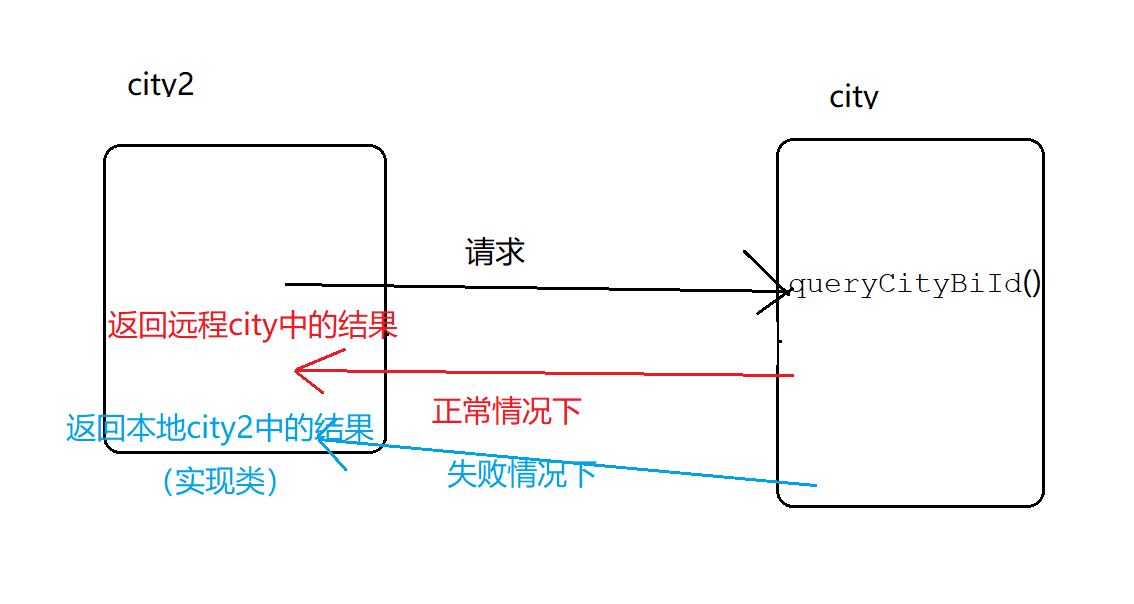 city2
city
请求
queryCityBiId()
返回远程city中的结果
正常情况下
返回本地city2中的结果
失败情况下
（实现类）